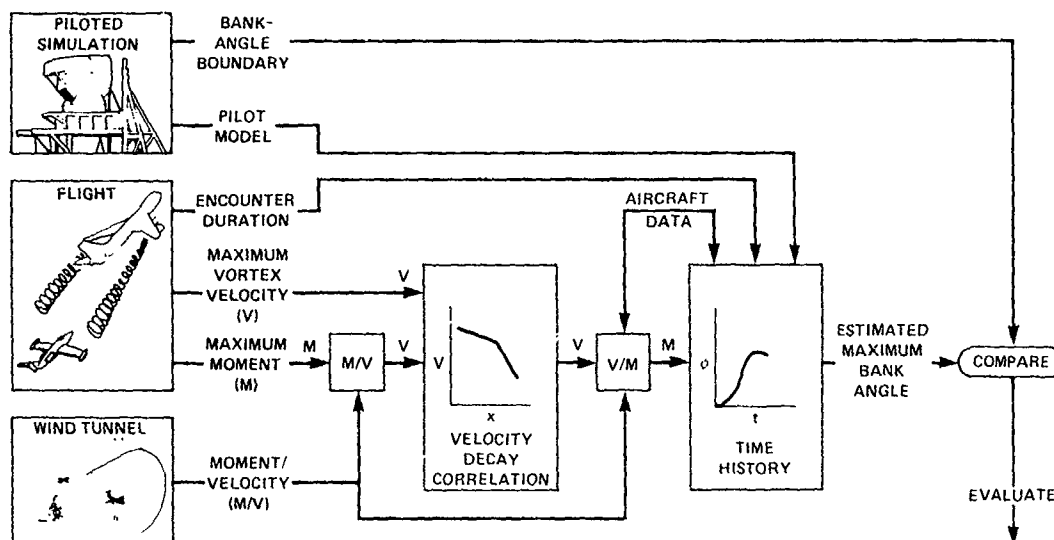 PILOTED
SIMULATION
BANK-
ANGLE
BOUNDARY
PILOT
MODEL
FLIGHT
ENCOUNTER
DURATION
AIRCRAFT
DATA
MAXIMUM
VORTEX
VELOCITY
(V)
V
MAXIMUM
MOMENT
(M)
M
M/V
V
V
x
VELOCITY
DECAY
CORRELATION
V
V/M
M
φ
t
TIME
HISTORY
ESTIMATED
MAXIMUM
BANK
ANGLE
COMPARE
WIND TUNNEL
MOMENT/
VELOCITY
(M/V)
EVALUATE